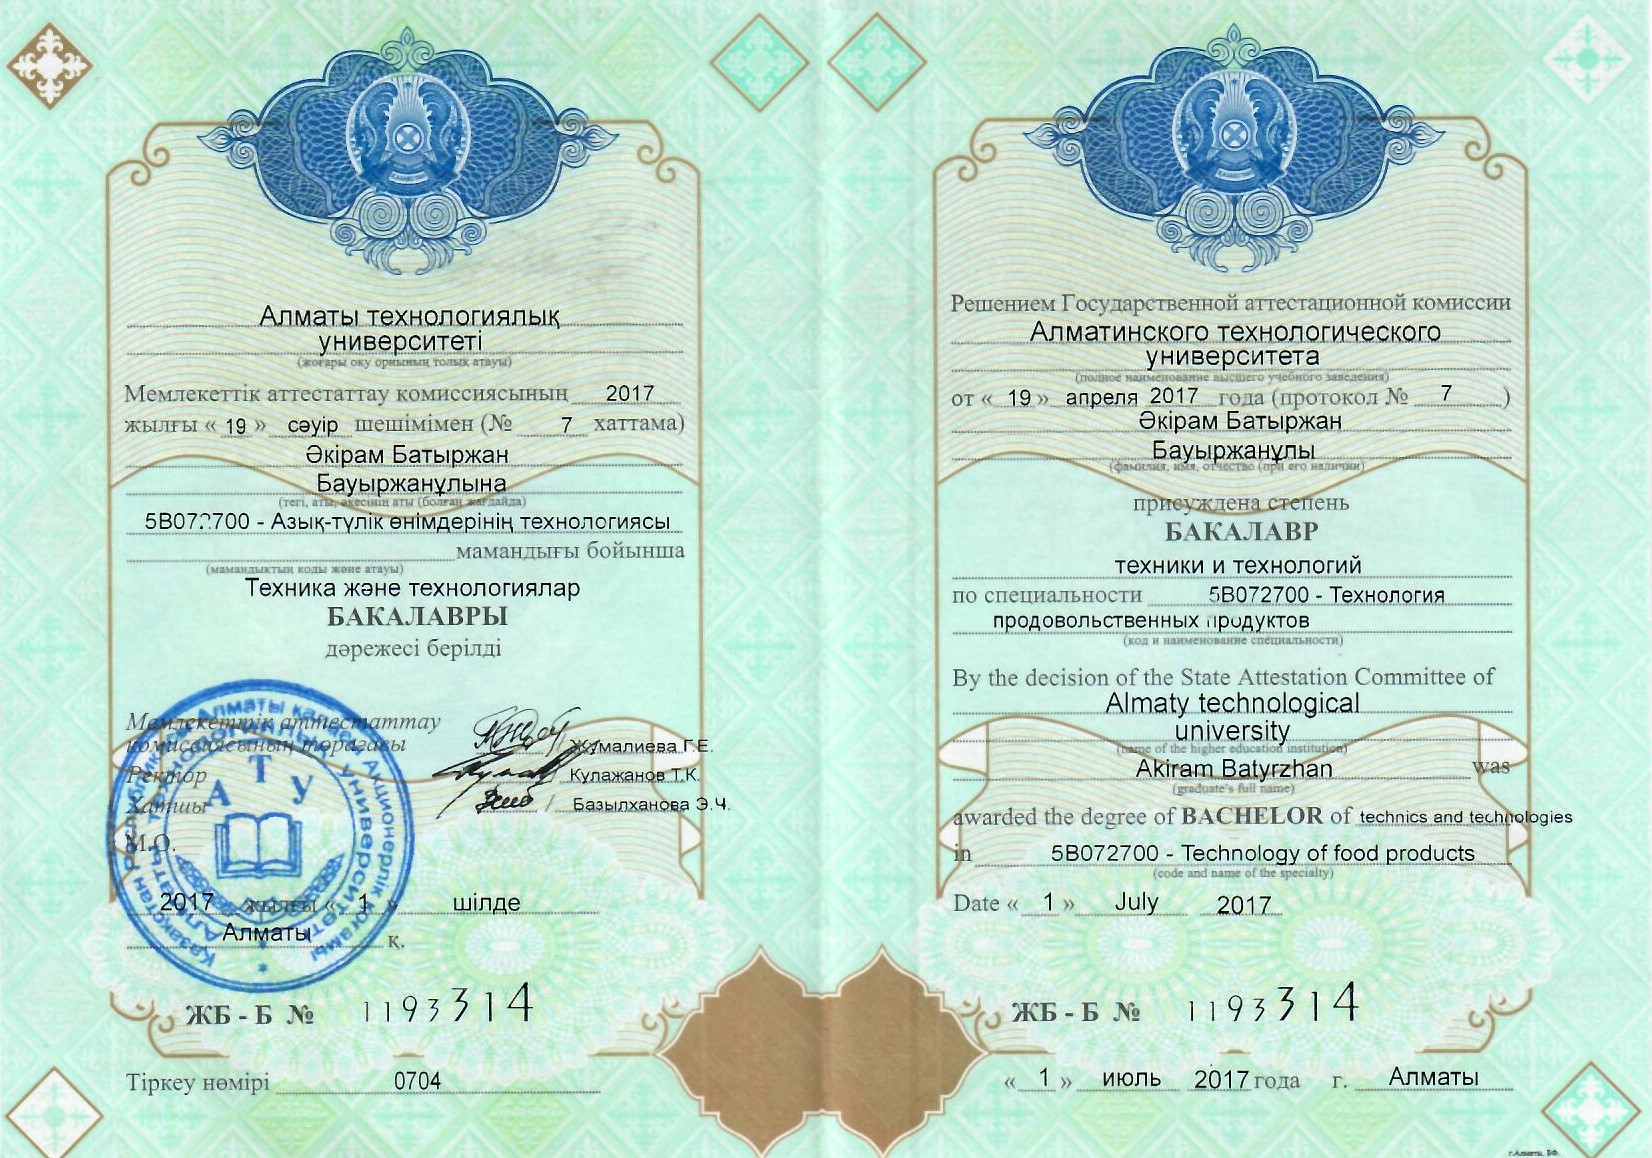 Алматы технологиялық
университеті
(жоғары оқу орнының толық атауы)
Мемлекеттік аттестаттау комиссиясының 2017
жылғы « 19 » сәуір шешімімен (№ 7 хаттама)
Әкірам Батыржан
Бауыржанұлына
(тегі, аты, әкесінің аты (болған жағдайда)
5В072700 - Азық-түлік өнімдерінің технологиясы
мамандығы бойынша
(мамандықтың коды және атауы)
Техника және технологиялар
БАКАЛАВРЫ
дәрежесі берілді
Мемлекеттік аттестаттау
комиссиясының төрағасы / Жумалиева Г.Е.
Ректор / Кулажанов Т.К.
Хатшы / Базылханова Э.Ч.
М.О.
А Т У
2017 жылғы « 1 » шілде
Алматы қ.
ЖБ - Б № 1193314
Тіркеу нөмірі 0704
Решением Государственной аттестационной комиссии
Алматинского технологического
университета
(полное наименование высшего учебного заведения)
от « 19 » апреля 2017 года (протокол № 7 )
Әкірам Батыржан
Бауыржанұлы
(фамилия, имя, отчество (при его наличии)
присуждена степень
БАКАЛАВР
техники и технологий
по специальности 5В072700 - Технология
продовольственных продуктов
(код и наименование специальности)
By the decision of the State Attestation Committee of
Almaty technological
university
(name of the higher education institution)
Akiram Batyrzhan was
(graduate's full name)
awarded the degree of BACHELOR of technics and technologies
in 5B072700 - Technology of food products
(code and name of the specialty)
Date « 1 » July 2017
ЖБ - Б № 1193314
« 1 » июль 2017 года г. Алматы